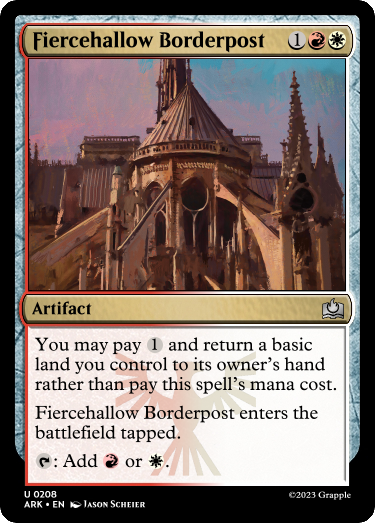 Fiercehallow Borderpost 1
Artifact
You may pay 1 and return a basic
land you control to its owner's hand
rather than pay this spell's mana cost.
Fiercehallow Borderpost enters the
battlefield tapped.
: Add or .
U 0208
ARK • EN Jason Scheier
©2023 Grapple